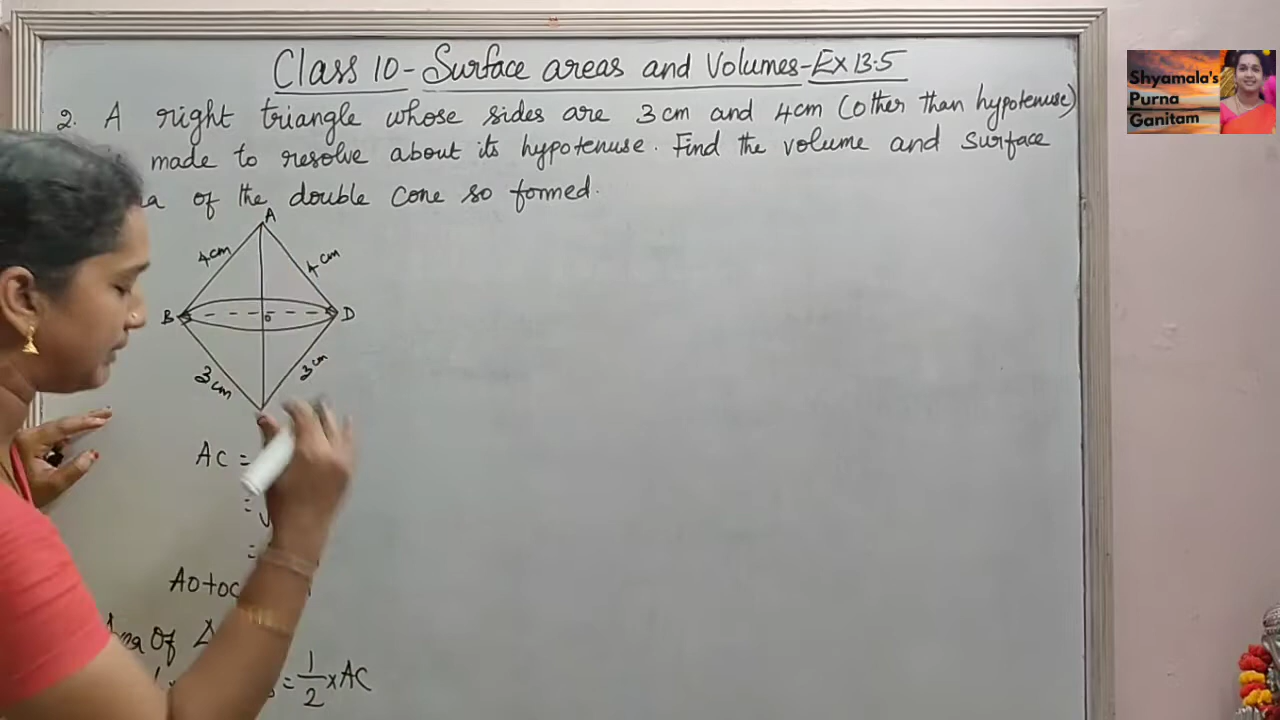 Class 10 - Surface areas and Volumes - Ex 13.5
Shyamala's
Purna
Ganitam
2. A right triangle whose sides are 3 cm and 4 cm (other than hypotenuse)
made to resolve about its hypotenuse. Find the volume and surface
of the double cone so formed.
A
4 cm
4 cm
B
o
D
3 cm
3 cm
AC =
=
=
AO+OC
Of Δ
= 1/2 × AC